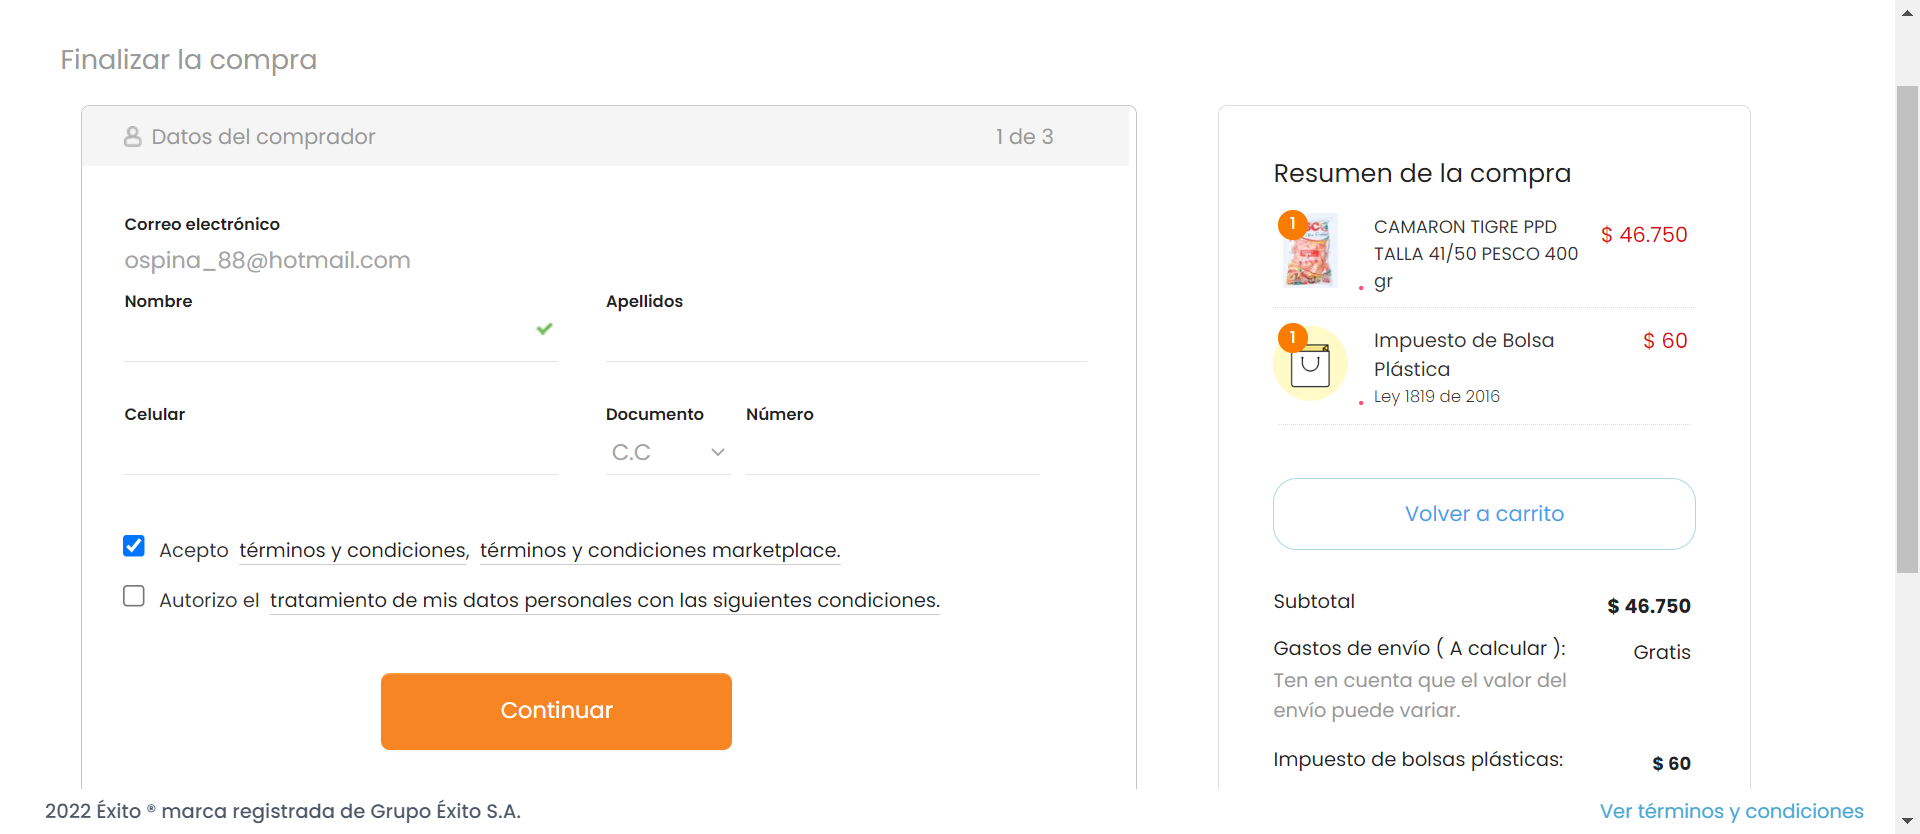 Finalizar la compra
Datos del comprador
1 de 3
Correo electrónico
ospina_88@hotmail.com
Nombre
Apellidos
Celular
Documento
Número
C.C
Acepto términos y condiciones, términos y condiciones marketplace.
Autorizo el tratamiento de mis datos personales con las siguientes condiciones.
Continuar
Resumen de la compra
1
CAMARON TIGRE PPD
TALLA 41/50 PESCO 400
gr
$ 46.750
1
Impuesto de Bolsa
Plástica
Ley 1819 de 2016
$ 60
Volver a carrito
Subtotal
$ 46.750
Gastos de envío ( A calcular ):
Gratis
Ten en cuenta que el valor del
envío puede variar.
Impuesto de bolsas plásticas:
$ 60
2022 Éxito ® marca registrada de Grupo Éxito S.A.
Ver términos y condiciones